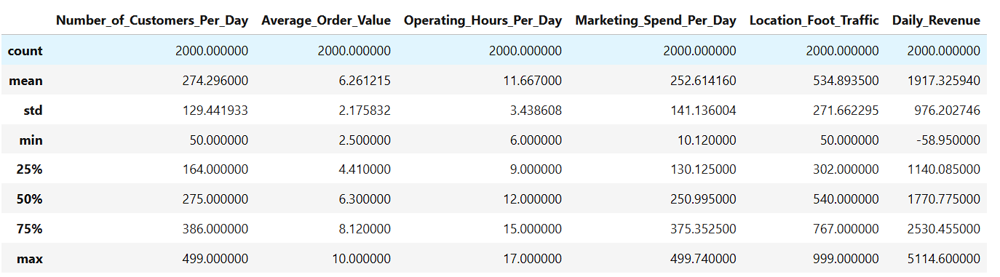 Number_of_Customers_Per_Day Average_Order_Value Operating_Hours_Per_Day Marketing_Spend_Per_Day Location_Foot_Traffic Daily_Revenue
count 2000.000000 2000.000000 2000.000000 2000.000000 2000.000000 2000.000000
mean 274.296000 6.261215 11.667000 252.614160 534.893500 1917.325940
std 129.441933 2.175832 3.438608 141.136004 271.662295 976.202746
min 50.000000 2.500000 6.000000 10.120000 50.000000 -58.950000
25% 164.000000 4.410000 9.000000 130.125000 302.000000 1140.085000
50% 275.000000 6.300000 12.000000 250.995000 540.000000 1770.775000
75% 386.000000 8.120000 15.000000 375.352500 767.000000 2530.455000
max 499.000000 10.000000 17.000000 499.740000 999.000000 5114.600000